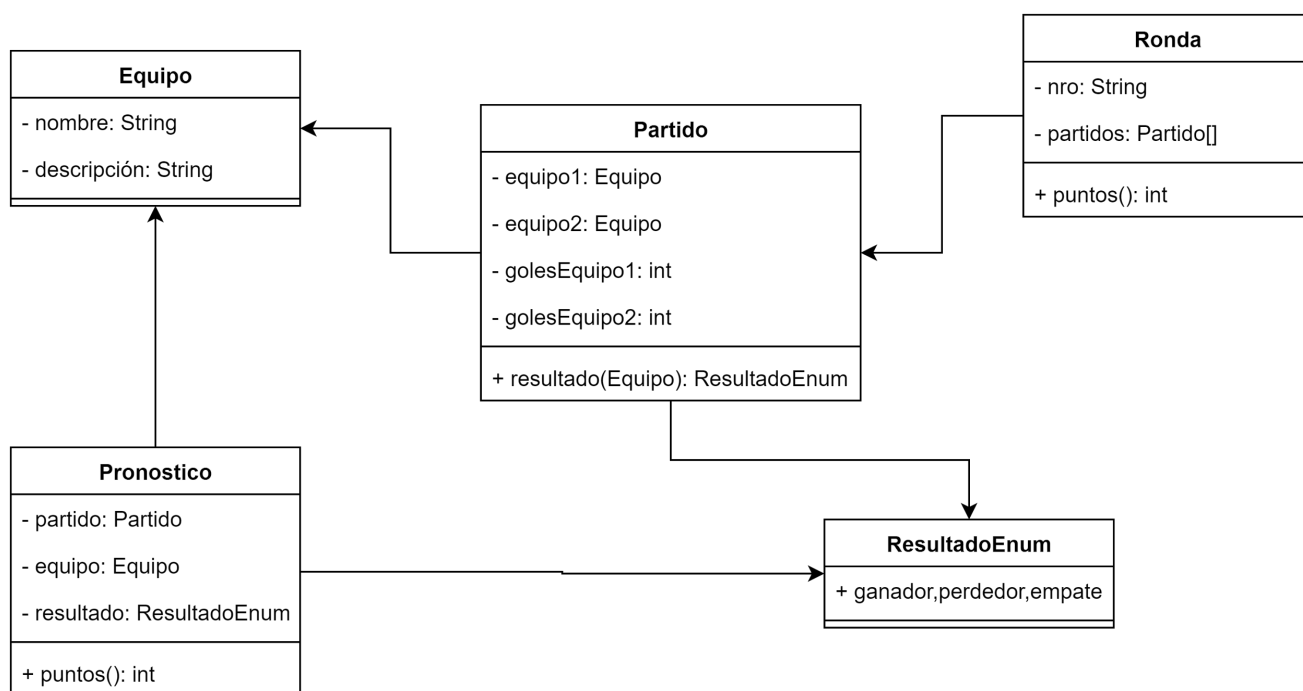 Equipo
- nombre: String
- descripción: String
Partido
- equipo1: Equipo
- equipo2: Equipo
- golesEquipo1: int
- golesEquipo2: int
+ resultado(Equipo): ResultadoEnum
Ronda
- nro: String
- partidos: Partido[]
+ puntos(): int
Pronostico
- partido: Partido
- equipo: Equipo
- resultado: ResultadoEnum
+ puntos(): int
ResultadoEnum
+ ganador,perdedor,empate